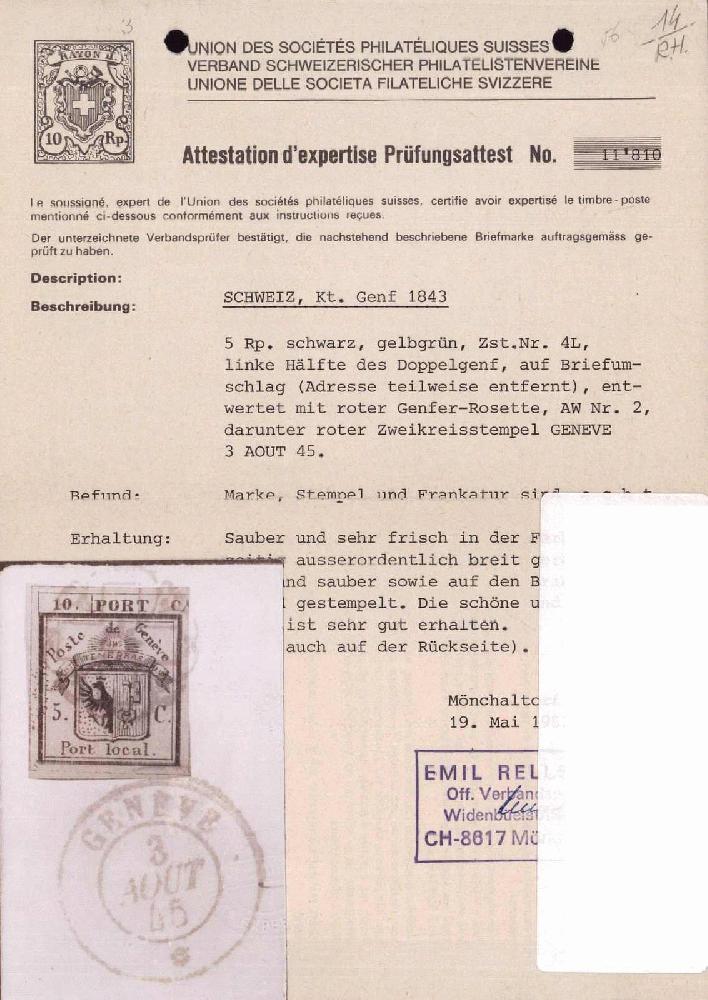 14
R.H.
UNION DES SOCIÉTÉS PHILATÉLIQUES SUISSES
VERBAND SCHWEIZERISCHER PHILATELISTENVEREINE
UNIONE DELLE SOCIETA FILATELICHE SVIZZERE
RAYON II.
10 Rp.
Attestation d'expertise Prüfungsattest No. 11'810
Le soussigné, expert de l'Union des sociétés philatéliques suisses, certifie avoir expertisé le timbre-poste
mentionné ci-dessous conformément aux instructions reçues.
Der unterzeichnete Verbandsprüfer bestätigt, die nachstehend beschriebene Briefmarke auftragsgemäss ge-
prüft zu haben.
Description:
Beschreibung:
SCHWEIZ, Kt. Genf 1843
5 Rp. schwarz, gelbgrün, Zst.Nr. 4L,
linke Hälfte des Doppelgenf, auf Briefum-
schlag (Adresse teilweise entfernt), ent-
wertet mit roter Genfer-Rosette, AW Nr. 2,
darunter roter Zweikreisstempel GENEVE
3 AOUT 45.
Befund: Marke, Stempel und Frankatur sind e c h t
Erhaltung: Sauber und sehr frisch in der
ausserordentlich breit
sauber sowie auf den
gestempelt. Die schöne
ist sehr gut erhalten.
auch auf der Rückseite).
Mönchaltor
19. Mai
EMIL RELL
Off. Verband
CH-8617 Mö
10. PORT
Poste de Genève
5. C.
Port local.
GENEVE
3
AOUT
45